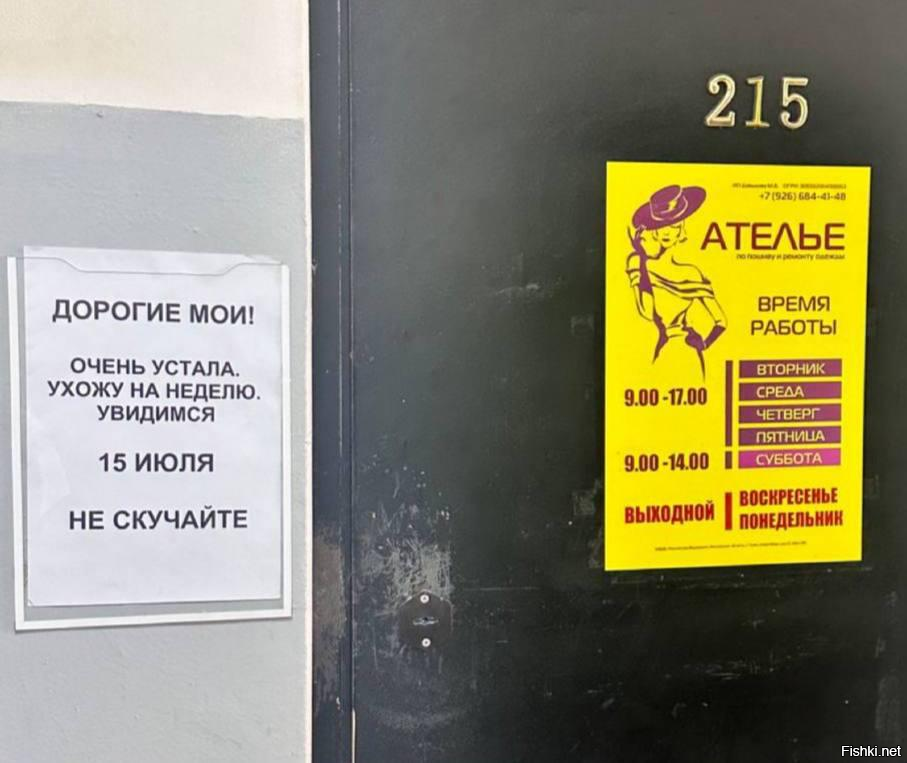 ДОРОГИЕ МОИ!
ОЧЕНЬ УСТАЛА.
УХОЖУ НА НЕДЕЛЮ.
УВИДИМСЯ
15 ИЮЛЯ
НЕ СКУЧАЙТЕ
215
+7 (926) 684-41-48
АТЕЛЬЕ
по пошиву и ремонту одежды
ВРЕМЯ
РАБОТЫ
9.00 -17.00
ВТОРНИК
СРЕДА
ЧЕТВЕРГ
ПЯТНИЦА
9.00 -14.00
СУББОТА
ВЫХОДНОЙ
ВОСКРЕСЕНЬЕ
ПОНЕДЕЛЬНИК
Fishki.net